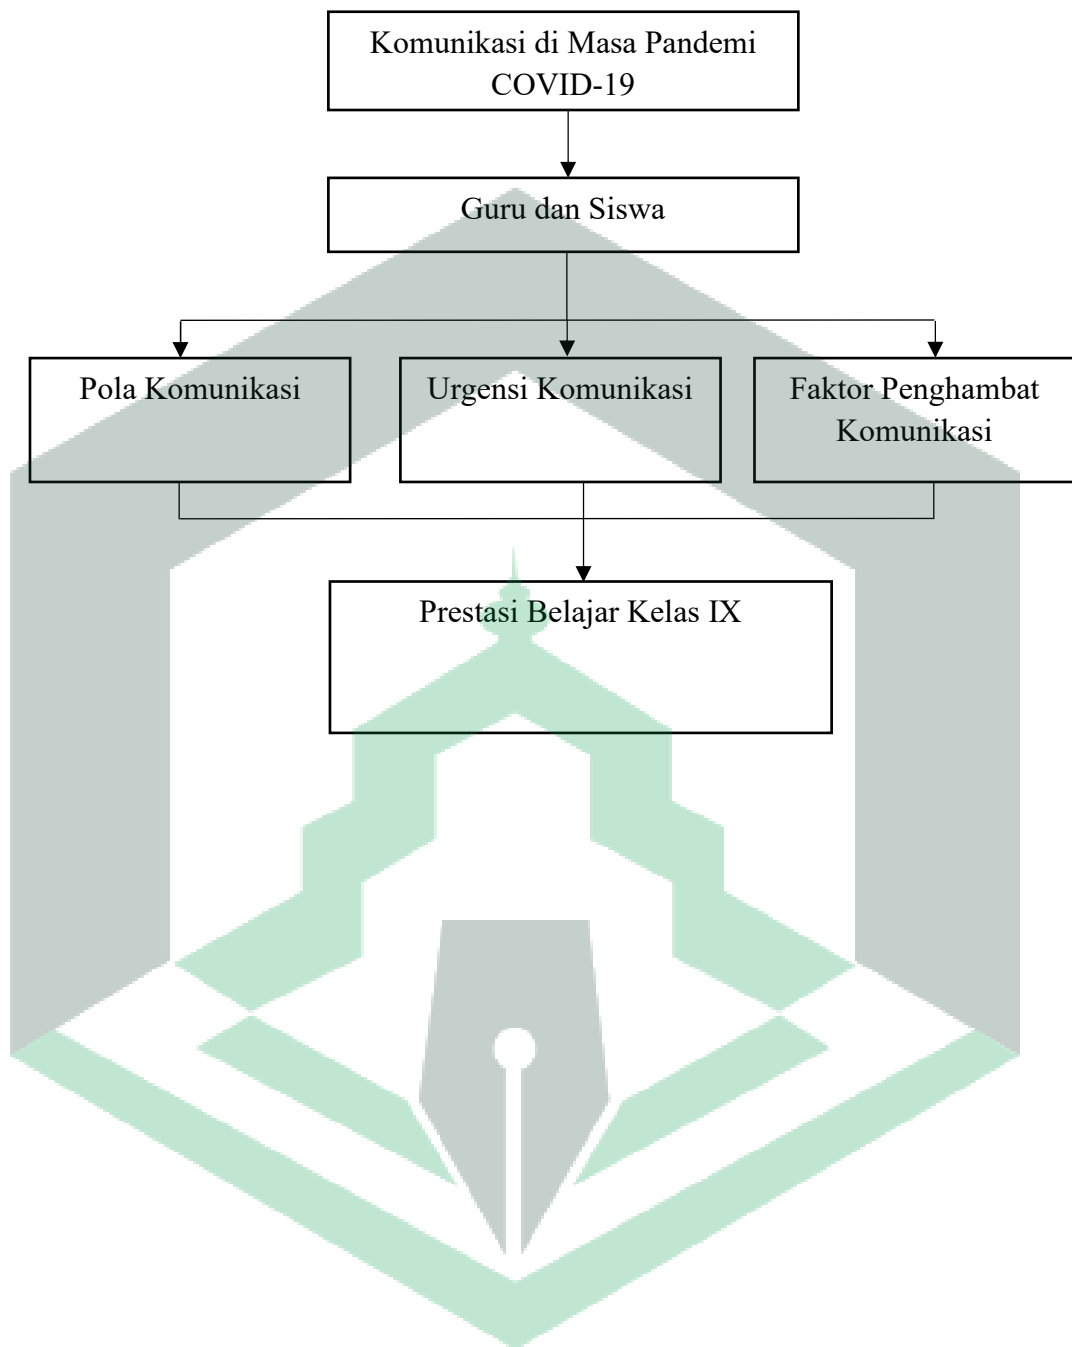 Komunikasi di Masa Pandemi
COVID-19
Guru dan Siswa
Pola Komunikasi
Urgensi Komunikasi
Faktor Penghambat
Komunikasi
Prestasi Belajar Kelas IX